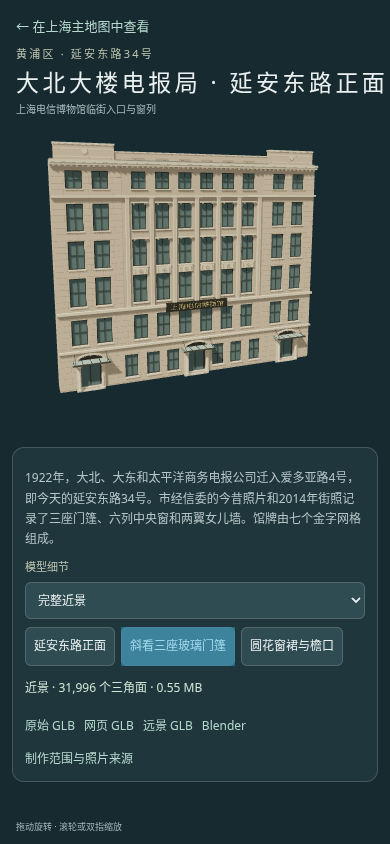 ← 在上海主地图中查看
黄浦区 · 延安东路34号
大北大楼电报局 · 延安东路正面
上海电信博物馆临街入口与窗列
1922年，大北、大东和太平洋商务电报公司迁入爱多亚路4号，
即今天的延安东路34号。市经信委的今昔照片和2014年街照记
录了三座门篷、六列中央窗和两翼女儿墙。馆牌由七个金字网格
组成。
模型细节
完整近景
延安东路正面
斜看三座玻璃门篷
圆花窗裙与檐口
近景 · 31,996 个三角面 · 0.55 MB
原始 GLB 网页 GLB 远景 GLB Blender
制作范围与照片来源
拖动旋转 · 滚轮或双指缩放